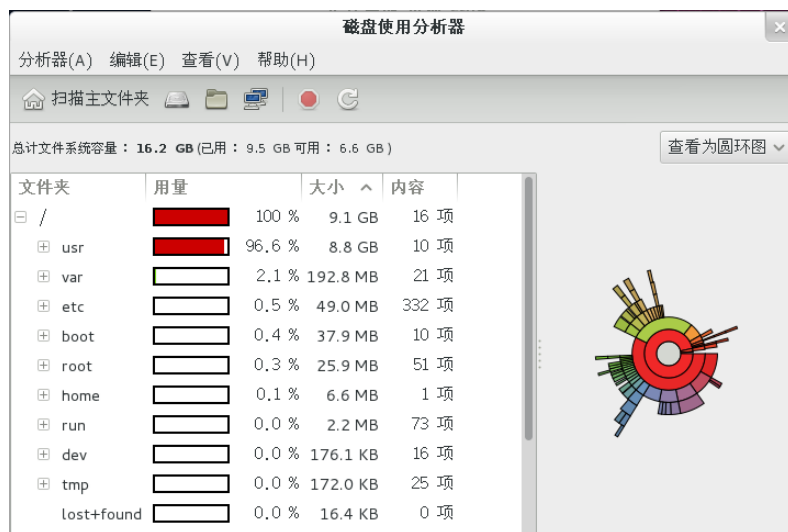 磁盘使用分析器
分析器(A) 编辑(E) 查看(V) 帮助(H)
扫描主文件夹
总计文件系统容量： 16.2 GB (已用： 9.5 GB 可用： 6.6 GB )
查看为圆环图
文件夹 用量 大小 内容
/ 100 % 9.1 GB 16 项
usr 96.6 % 8.8 GB 10 项
var 2.1 % 192.8 MB 21 项
etc 0.5 % 49.0 MB 332 项
boot 0.4 % 37.9 MB 10 项
root 0.3 % 25.9 MB 51 项
home 0.1 % 6.6 MB 1 项
run 0.0 % 2.2 MB 73 项
dev 0.0 % 176.1 KB 16 项
tmp 0.0 % 172.0 KB 25 项
lost+found 0.0 % 16.4 KB 0 项